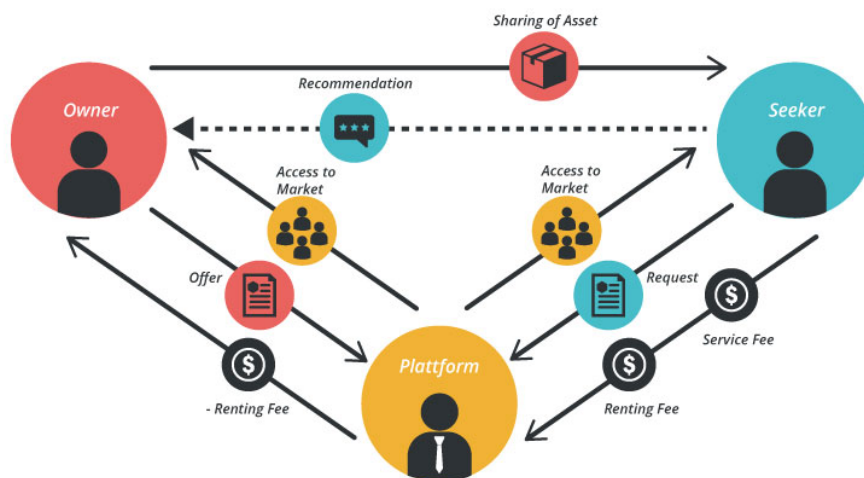 Sharing of Asset
Recommendation
Owner
Seeker
Access to
Market
Access to
Market
Offer
Request
Service Fee
Plattform
- Renting Fee
Renting Fee